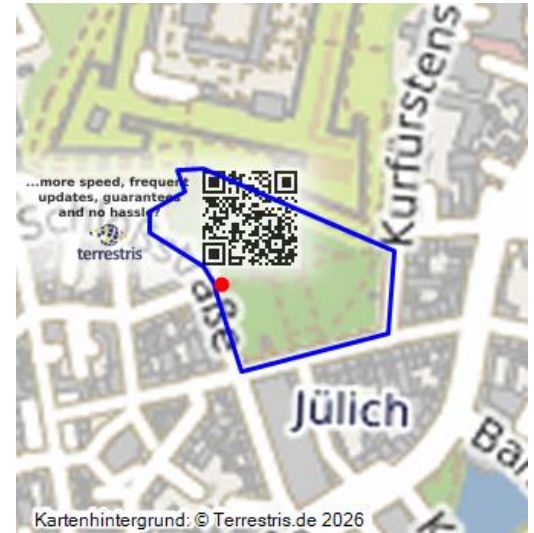 Kurfürstens
...more speed, frequent
updates, guarantees
and no hassle?
terrestris
aße
Jülich
Ba
K
Kartenhintergrund: © Terrestris.de 2026